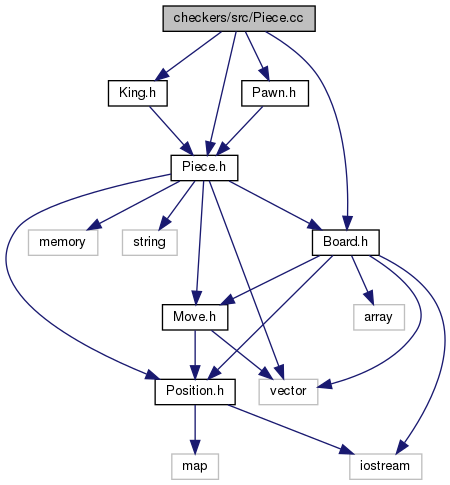 checkers/src/Piece.cc
King.h
Pawn.h
Piece.h
memory
string
Board.h
Move.h
array
Position.h
vector
map
iostream